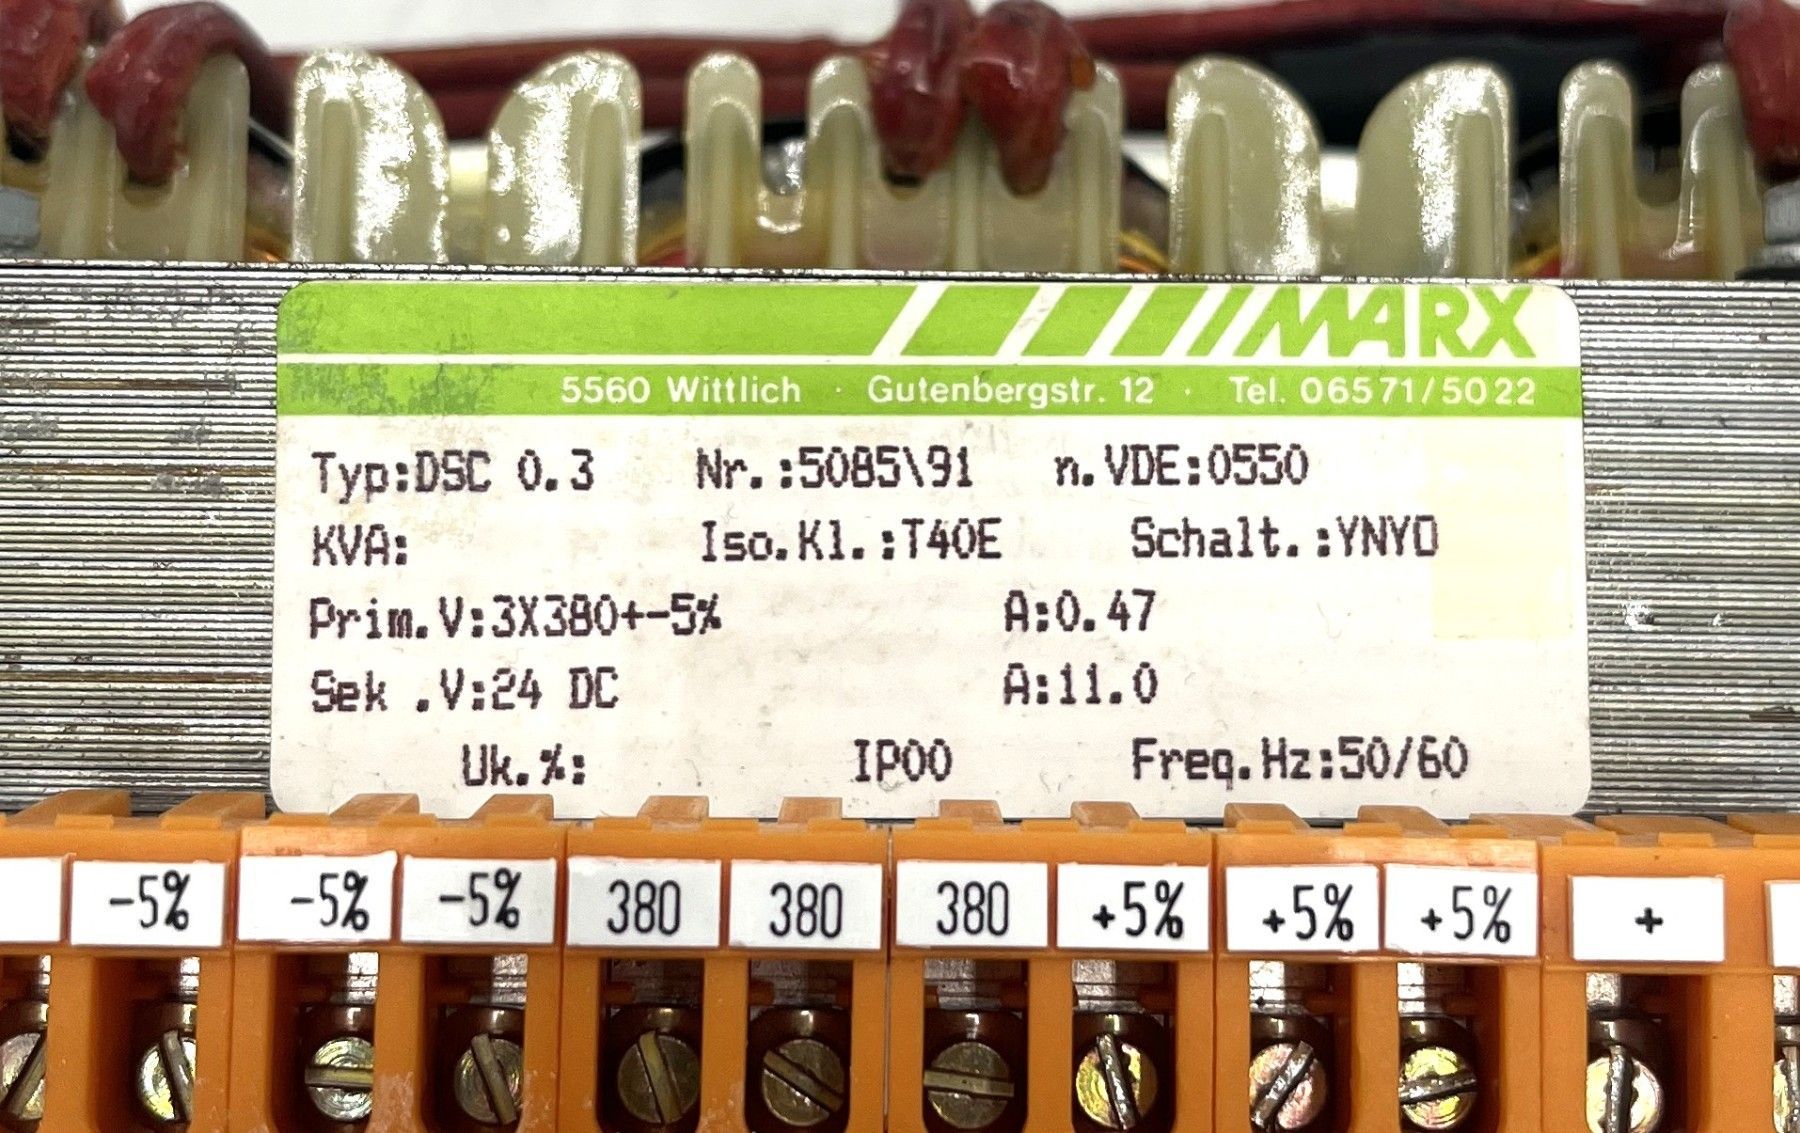 MARX
5560 Wittlich · Gutenbergstr. 12 · Tel. 06571/5022
Typ:DSC 0.3 Nr.:5085\91 n.VDE:0550
KVA: Iso.Kl.:T40E Schalt.:YNY0
Prim.V:3X380+-5% A:0.47
Sek .V:24 DC A:11.0
Uk.%: IP00 Freq.Hz:50/60
-5% -5% -5% 380 380 380 +5% +5% +5% +